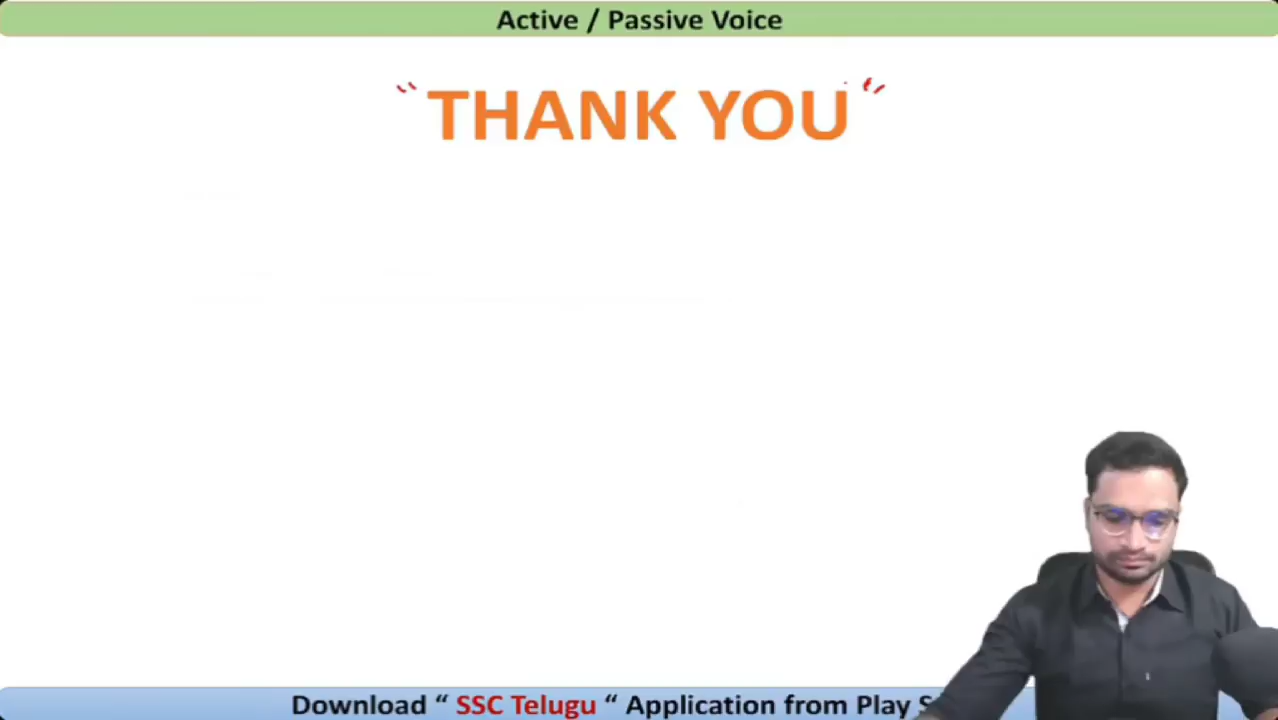 Active / Passive Voice
“THANK YOU”
Download “ SSC Telugu “ Application from Play